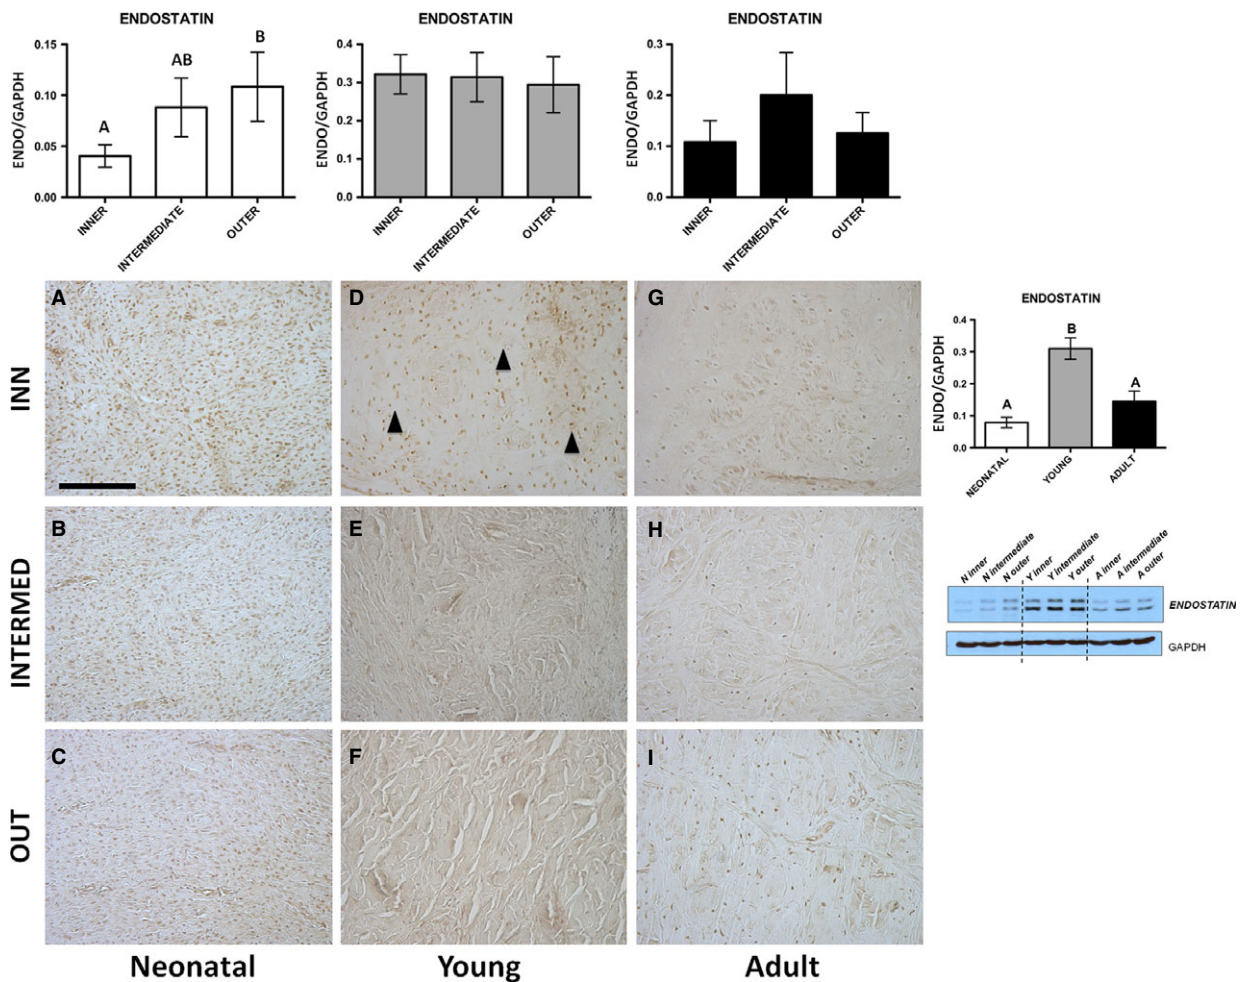 ENDOSTATIN
ENDO/GAPDH
0.15
0.10
0.05
0.00
A
AB
B
INNER
INTERMEDIATE
OUTER
ENDOSTATIN
ENDO/GAPDH
0.4
0.3
0.2
0.1
0.0
INNER
INTERMEDIATE
OUTER
ENDOSTATIN
ENDO/GAPDH
0.3
0.2
0.1
0.0
INNER
INTERMEDIATE
OUTER
INN
A
D
G
INTERMED
B
E
H
OUT
C
F
I
Neonatal
Young
Adult
ENDOSTATIN
ENDO/GAPDH
0.4
0.3
0.2
0.1
0.0
A
B
A
NEONATAL
YOUNG
ADULT
N inner
N intermediate
N outer
Y inner
Y intermediate
Y outer
A inner
A intermediate
A outer
ENDOSTATIN
GAPDH